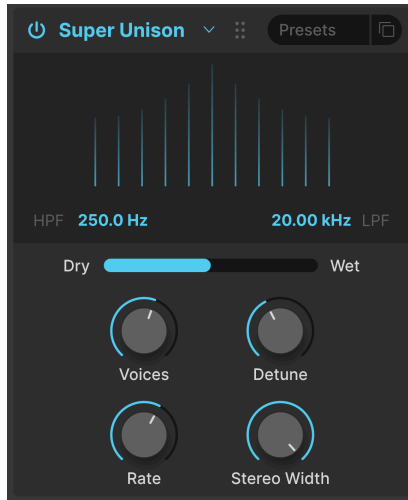 Super Unison Presets
HPF 250.0 Hz 20.00 kHz LPF
Dry Wet
Voices Detune
Rate Stereo Width